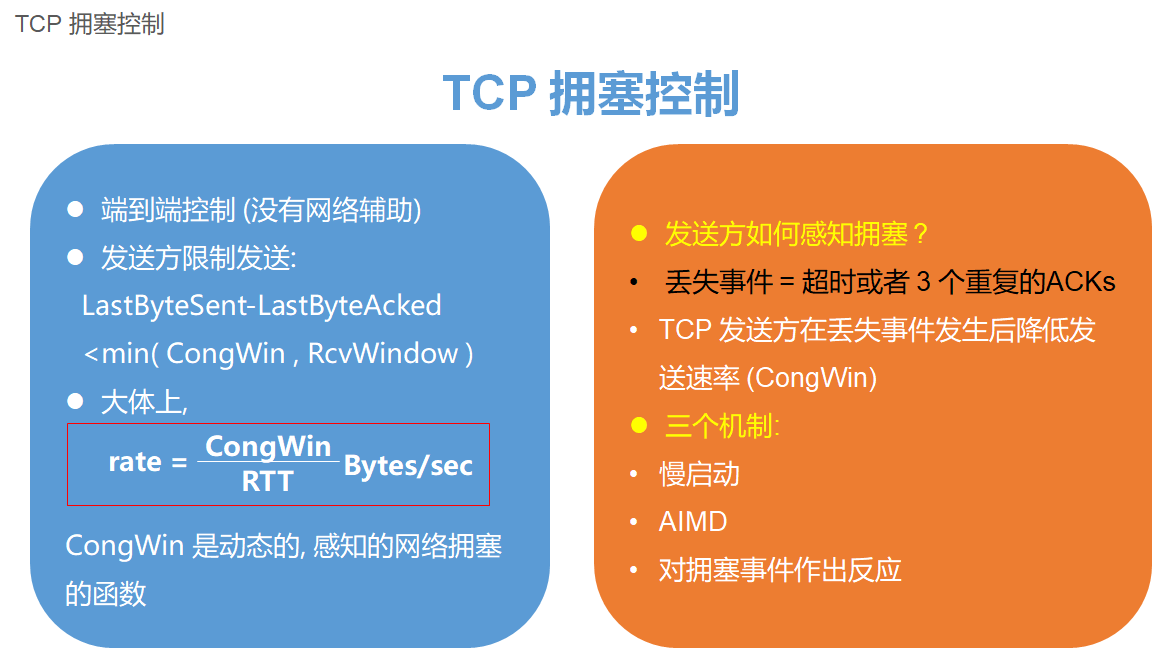 TCP 拥塞控制
TCP 拥塞控制
● 端到端控制 (没有网络辅助)
● 发送方限制发送:
LastByteSent-LastByteAcked
<min( CongWin , RcvWindow )
● 大体上,
rate = CongWin / RTT Bytes/sec
CongWin 是动态的, 感知的网络拥塞
的函数
● 发送方如何感知拥塞？
• 丢失事件 = 超时或者 3 个重复的ACKs
• TCP 发送方在丢失事件发生后降低发
送速率 (CongWin)
● 三个机制:
• 慢启动
• AIMD
• 对拥塞事件作出反应